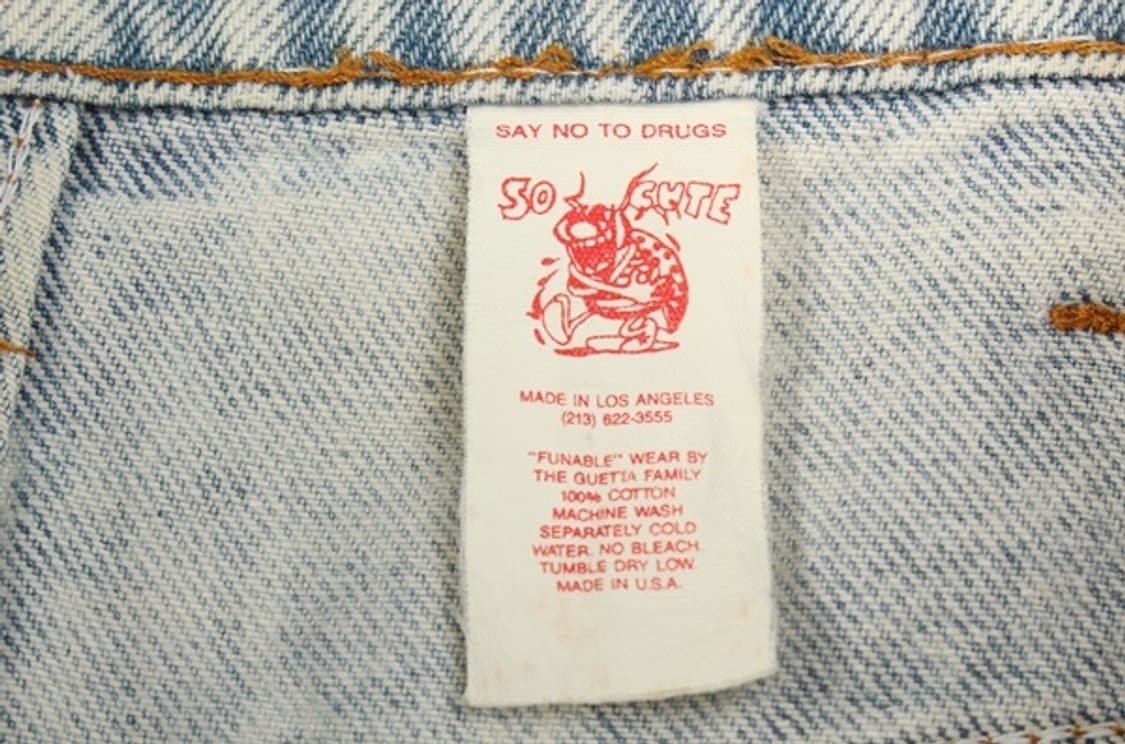 SAY NO TO DRUGS
SO CUTE
MADE IN LOS ANGELES
(213) 622-3555
"FUNABLE" WEAR BY
THE GUETTA FAMILY
100% COTTON
MACHINE WASH
SEPARATELY COLD
WATER. NO BLEACH.
TUMBLE DRY LOW.
MADE IN U.S.A.